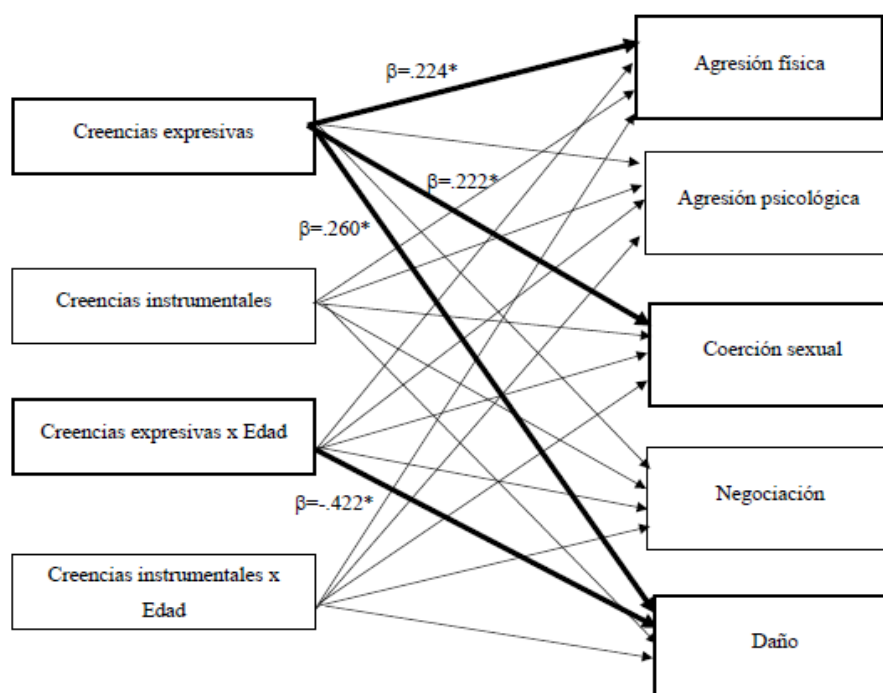 Agresión física
β=.224*
Creencias expresivas
β=.222*
Agresión psicológica
β=.260*
Creencias instrumentales
Coerción sexual
Creencias expresivas x Edad
Negociación
β=-.422*
Creencias instrumentales x
Edad
Daño